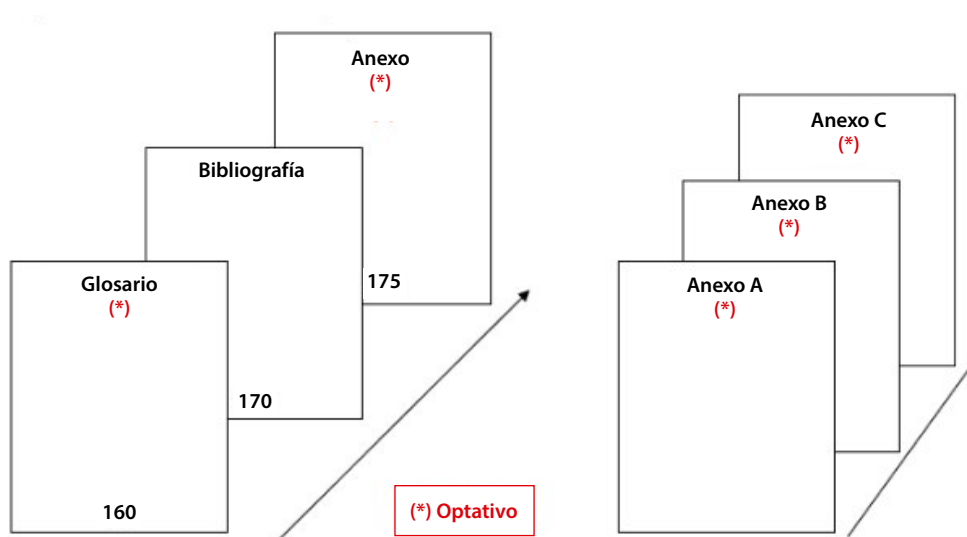 Anexo
(*)
Bibliografía
175
Glosario
(*)
170
160
(*) Optativo
Anexo C
(*)
Anexo B
(*)
Anexo A
(*)